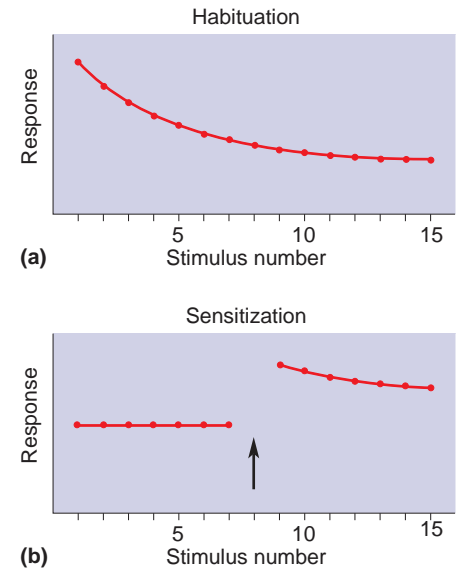 Habituation
Response
5 10 15
(a) Stimulus number
Sensitization
Response
5 10 15
(b) Stimulus number